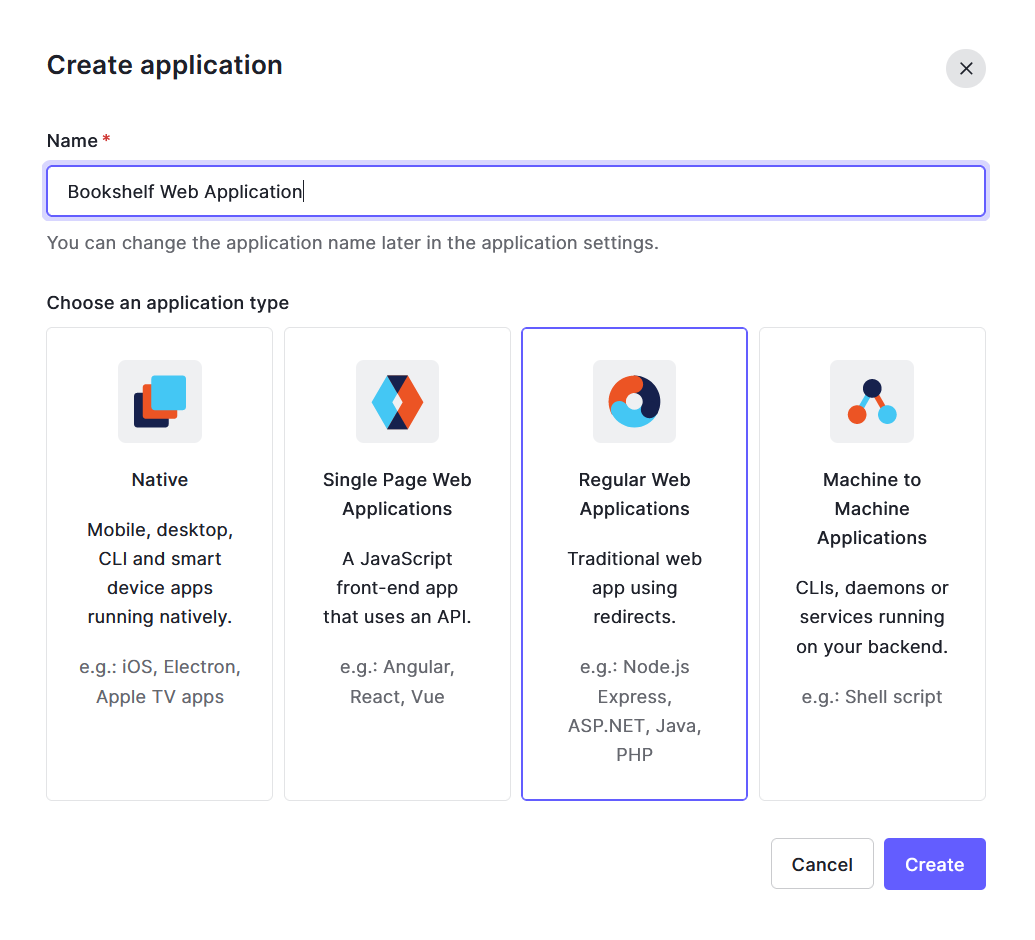 Create application
Name *
Bookshelf Web Application
You can change the application name later in the application settings.
Choose an application type
Native
Mobile, desktop,
CLI and smart
device apps
running natively.
e.g.: iOS, Electron,
Apple TV apps
Single Page Web
Applications
A JavaScript
front-end app
that uses an API.
e.g.: Angular,
React, Vue
Regular Web
Applications
Traditional web
app using
redirects.
e.g.: Node.js
Express,
ASP.NET, Java,
PHP
Machine to
Machine
Applications
CLIs, daemons or
services running
on your backend.
e.g.: Shell script
Cancel
Create